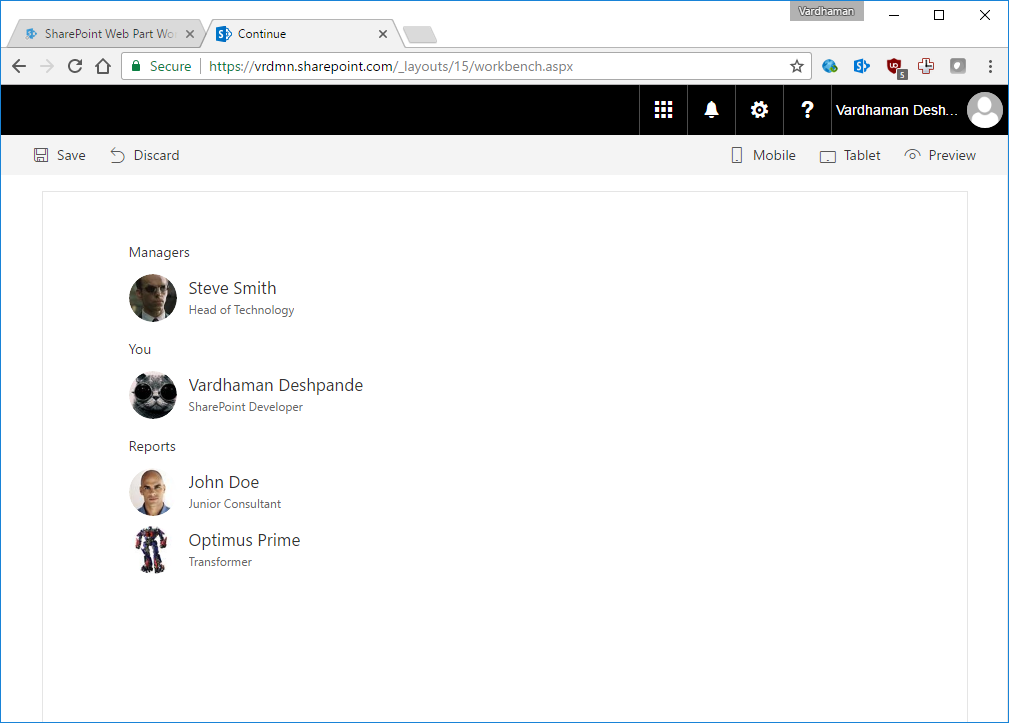 Vardhaman
SharePoint Web Part Wo
Continue
Secure https://vrdmn.sharepoint.com/_layouts/15/workbench.aspx
5
Vardhaman Desh...
Save Discard Mobile Tablet Preview
Managers
Steve Smith
Head of Technology
You
Vardhaman Deshpande
SharePoint Developer
Reports
John Doe
Junior Consultant
Optimus Prime
Transformer